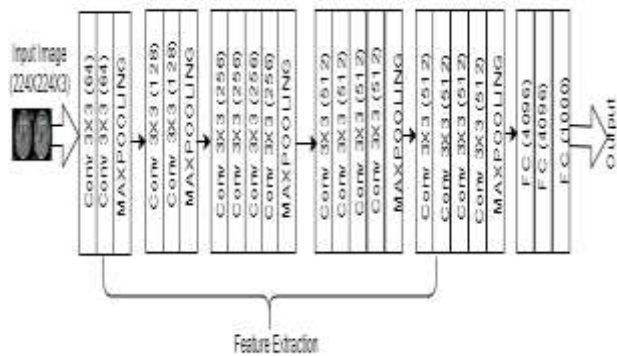 Input Image
(224X224X3)
Conv 3X3 (64)
Conv 3X3 (64)
MAXPOOLING
Conv 3X3 (128)
Conv 3X3 (128)
MAXPOOLING
Conv 3X3 (256)
Conv 3X3 (256)
Conv 3X3 (256)
Conv 3X3 (256)
MAXPOOLING
Conv 3X3 (512)
Conv 3X3 (512)
Conv 3X3 (512)
Conv 3X3 (512)
MAXPOOLING
Conv 3X3 (512)
Conv 3X3 (512)
Conv 3X3 (512)
Conv 3X3 (512)
MAXPOOLING
FC (4096)
FC (4096)
FC (1000)
output
Feature Extraction